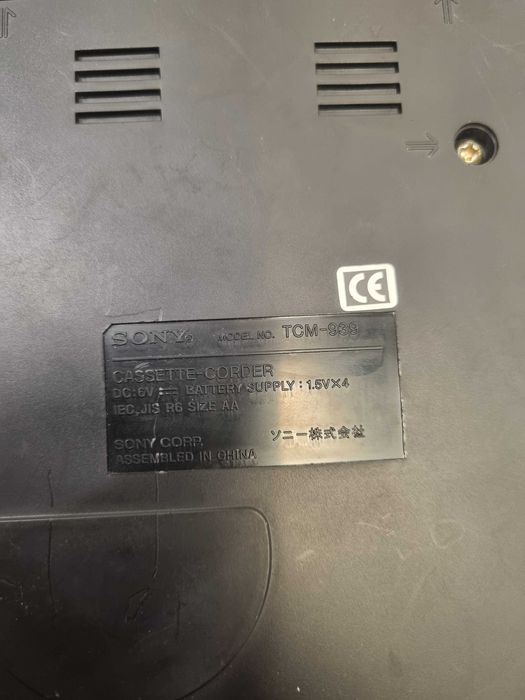 CE
SONY® MODEL NO. TCM-939
CASSETTE-CORDER
DC:6V⎓ BATTERY SUPPLY : 1.5V×4
IEC,JIS R6 SIZE AA
SONY CORP. ソニー株式会社
ASSEMBLED IN CHINA